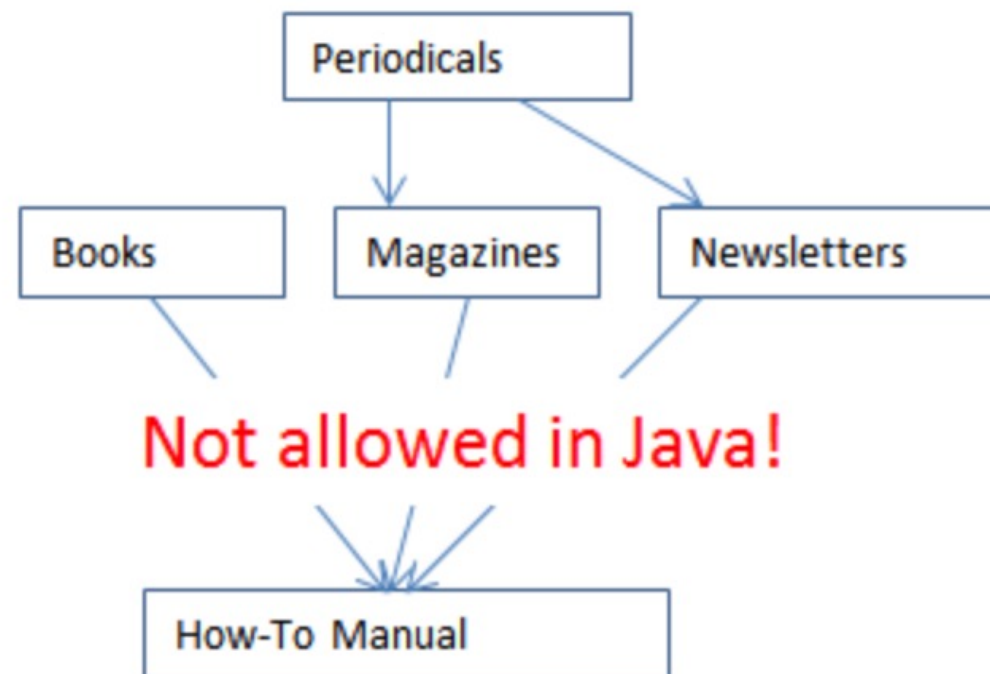 Periodicals
Books
Magazines
Newsletters
Not allowed in Java!
How-To Manual